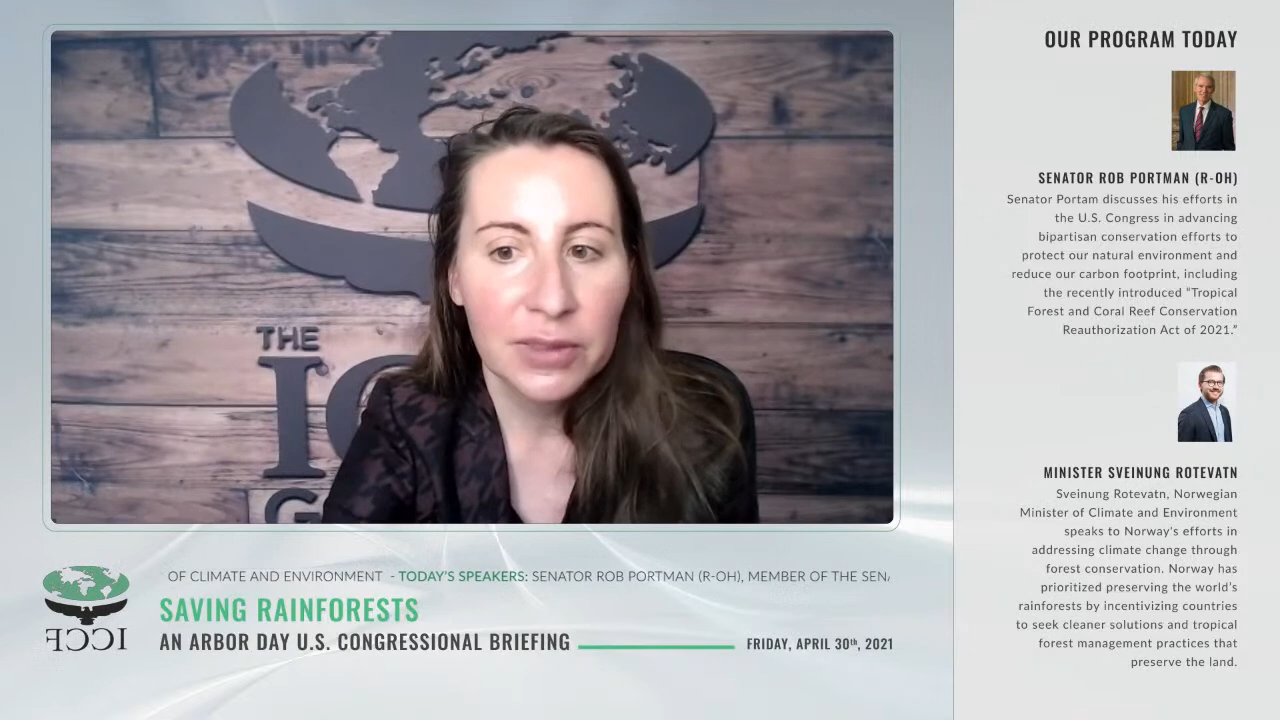 OUR PROGRAM TODAY
SENATOR ROB PORTMAN (R-OH)
Senator Portam discusses his efforts in
the U.S. Congress in advancing
bipartisan conservation efforts to
protect our natural environment and
reduce our carbon footprint, including
the recently introduced “Tropical
Forest and Coral Reef Conservation
Reauthorization Act of 2021.”
MINISTER SVEINUNG ROTEVATN
Sveinung Rotevatn, Norwegian
Minister of Climate and Environment
speaks to Norway's efforts in
addressing climate change through
forest conservation. Norway has
prioritized preserving the world's
rainforests by incentivizing countries
to seek cleaner solutions and tropical
forest management practices that
preserve the land.
THE
IC
G
OF CLIMATE AND ENVIRONMENT - TODAY'S SPEAKERS: SENATOR ROB PORTMAN (R-OH), MEMBER OF THE SEN
SAVING RAINFORESTS
AN ARBOR DAY U.S. CONGRESSIONAL BRIEFING
FRIDAY, APRIL 30th, 2021
ICCF